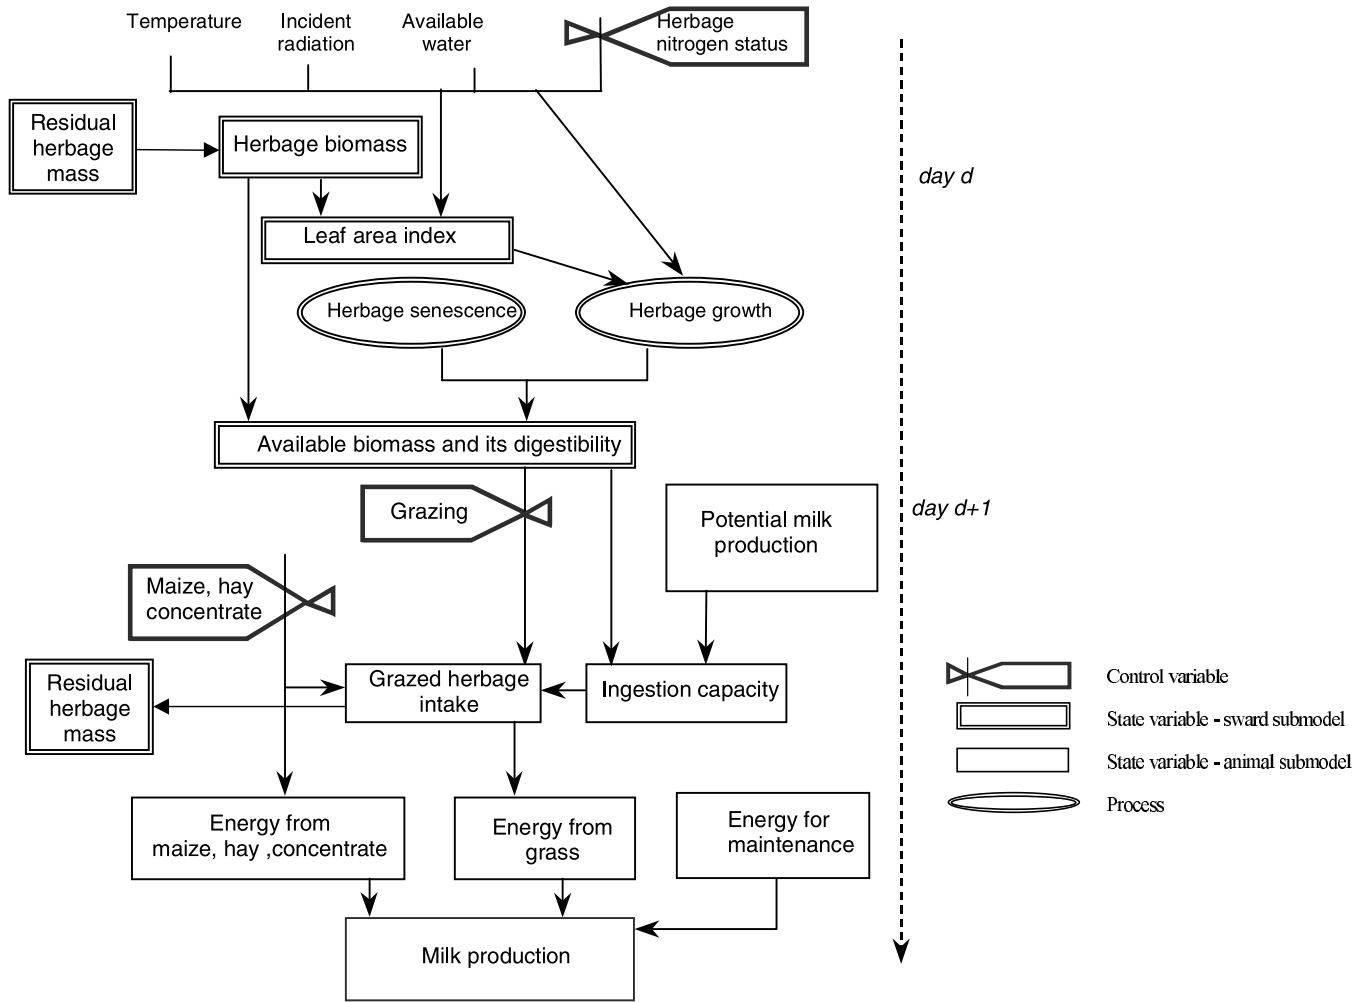 Temperature
Incident
radiation
Available
water
Herbage
nitrogen status
Residual
herbage
mass
Herbage biomass
day d
Leaf area index
Herbage senescence
Herbage growth
Available biomass and its digestibility
Grazing
Potential milk
production
day d+1
Maize, hay
concentrate
Residual
herbage
mass
Grazed herbage
intake
Ingestion capacity
Control variable
State variable - sward submodel
State variable - animal submodel
Process
Energy from
maize, hay ,concentrate
Energy from
grass
Energy for
maintenance
Milk production